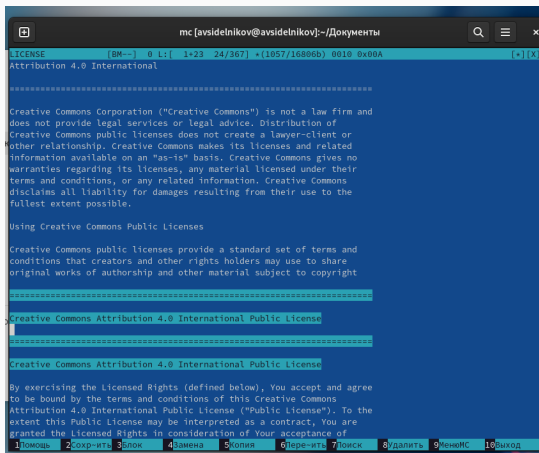 mc [avsidelnikov@avsidelnikov]:~/Документы
LICENSE [BM--] 0 L:[ 1+23 24/367] *(1057/16806b) 0010 0x00A [*][X]
Attribution 4.0 International
=======================================================================
Creative Commons Corporation ("Creative Commons") is not a law firm and
does not provide legal services or legal advice. Distribution of
Creative Commons public licenses does not create a lawyer-client or
other relationship. Creative Commons makes its licenses and related
information available on an "as-is" basis. Creative Commons gives no
warranties regarding its licenses, any material licensed under their
terms and conditions, or any related information. Creative Commons
disclaims all liability for damages resulting from their use to the
fullest extent possible.
Using Creative Commons Public Licenses
Creative Commons public licenses provide a standard set of terms and
conditions that creators and other rights holders may use to share
original works of authorship and other material subject to copyright
=======================================================================
Creative Commons Attribution 4.0 International Public License
=======================================================================
Creative Commons Attribution 4.0 International Public License
By exercising the Licensed Rights (defined below), You accept and agree
to be bound by the terms and conditions of this Creative Commons
Attribution 4.0 International Public License ("Public License"). To the
extent this Public License may be interpreted as a contract, You are
granted the Licensed Rights in consideration of Your acceptance of
1Помощь 2Сохр-ить 3Блок 4Замена 5Копия 6Пере-ить 7Поиск 8Удалить 9МенюMC 10Выход